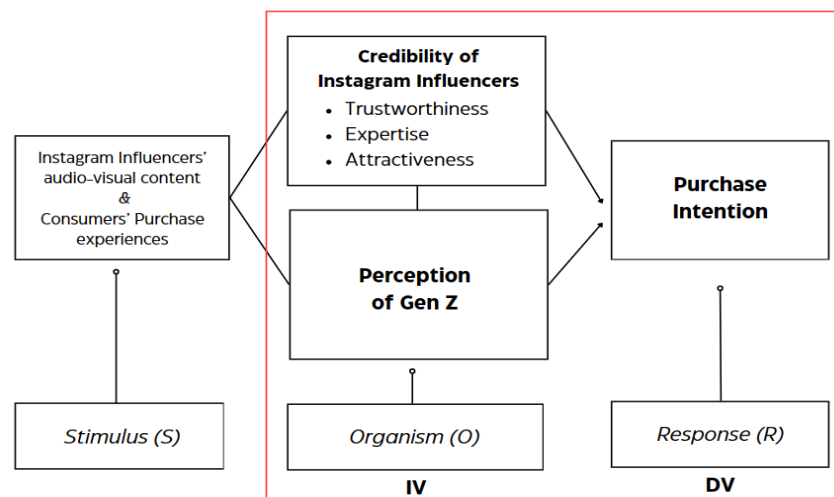 Credibility of
Instagram Influencers
• Trustworthiness
• Expertise
• Attractiveness
Instagram Influencers’
audio-visual content
&
Consumers’ Purchase
experiences
Purchase
Intention
Perception
of Gen Z
Stimulus (S)
Organism (O)
Response (R)
IV
DV